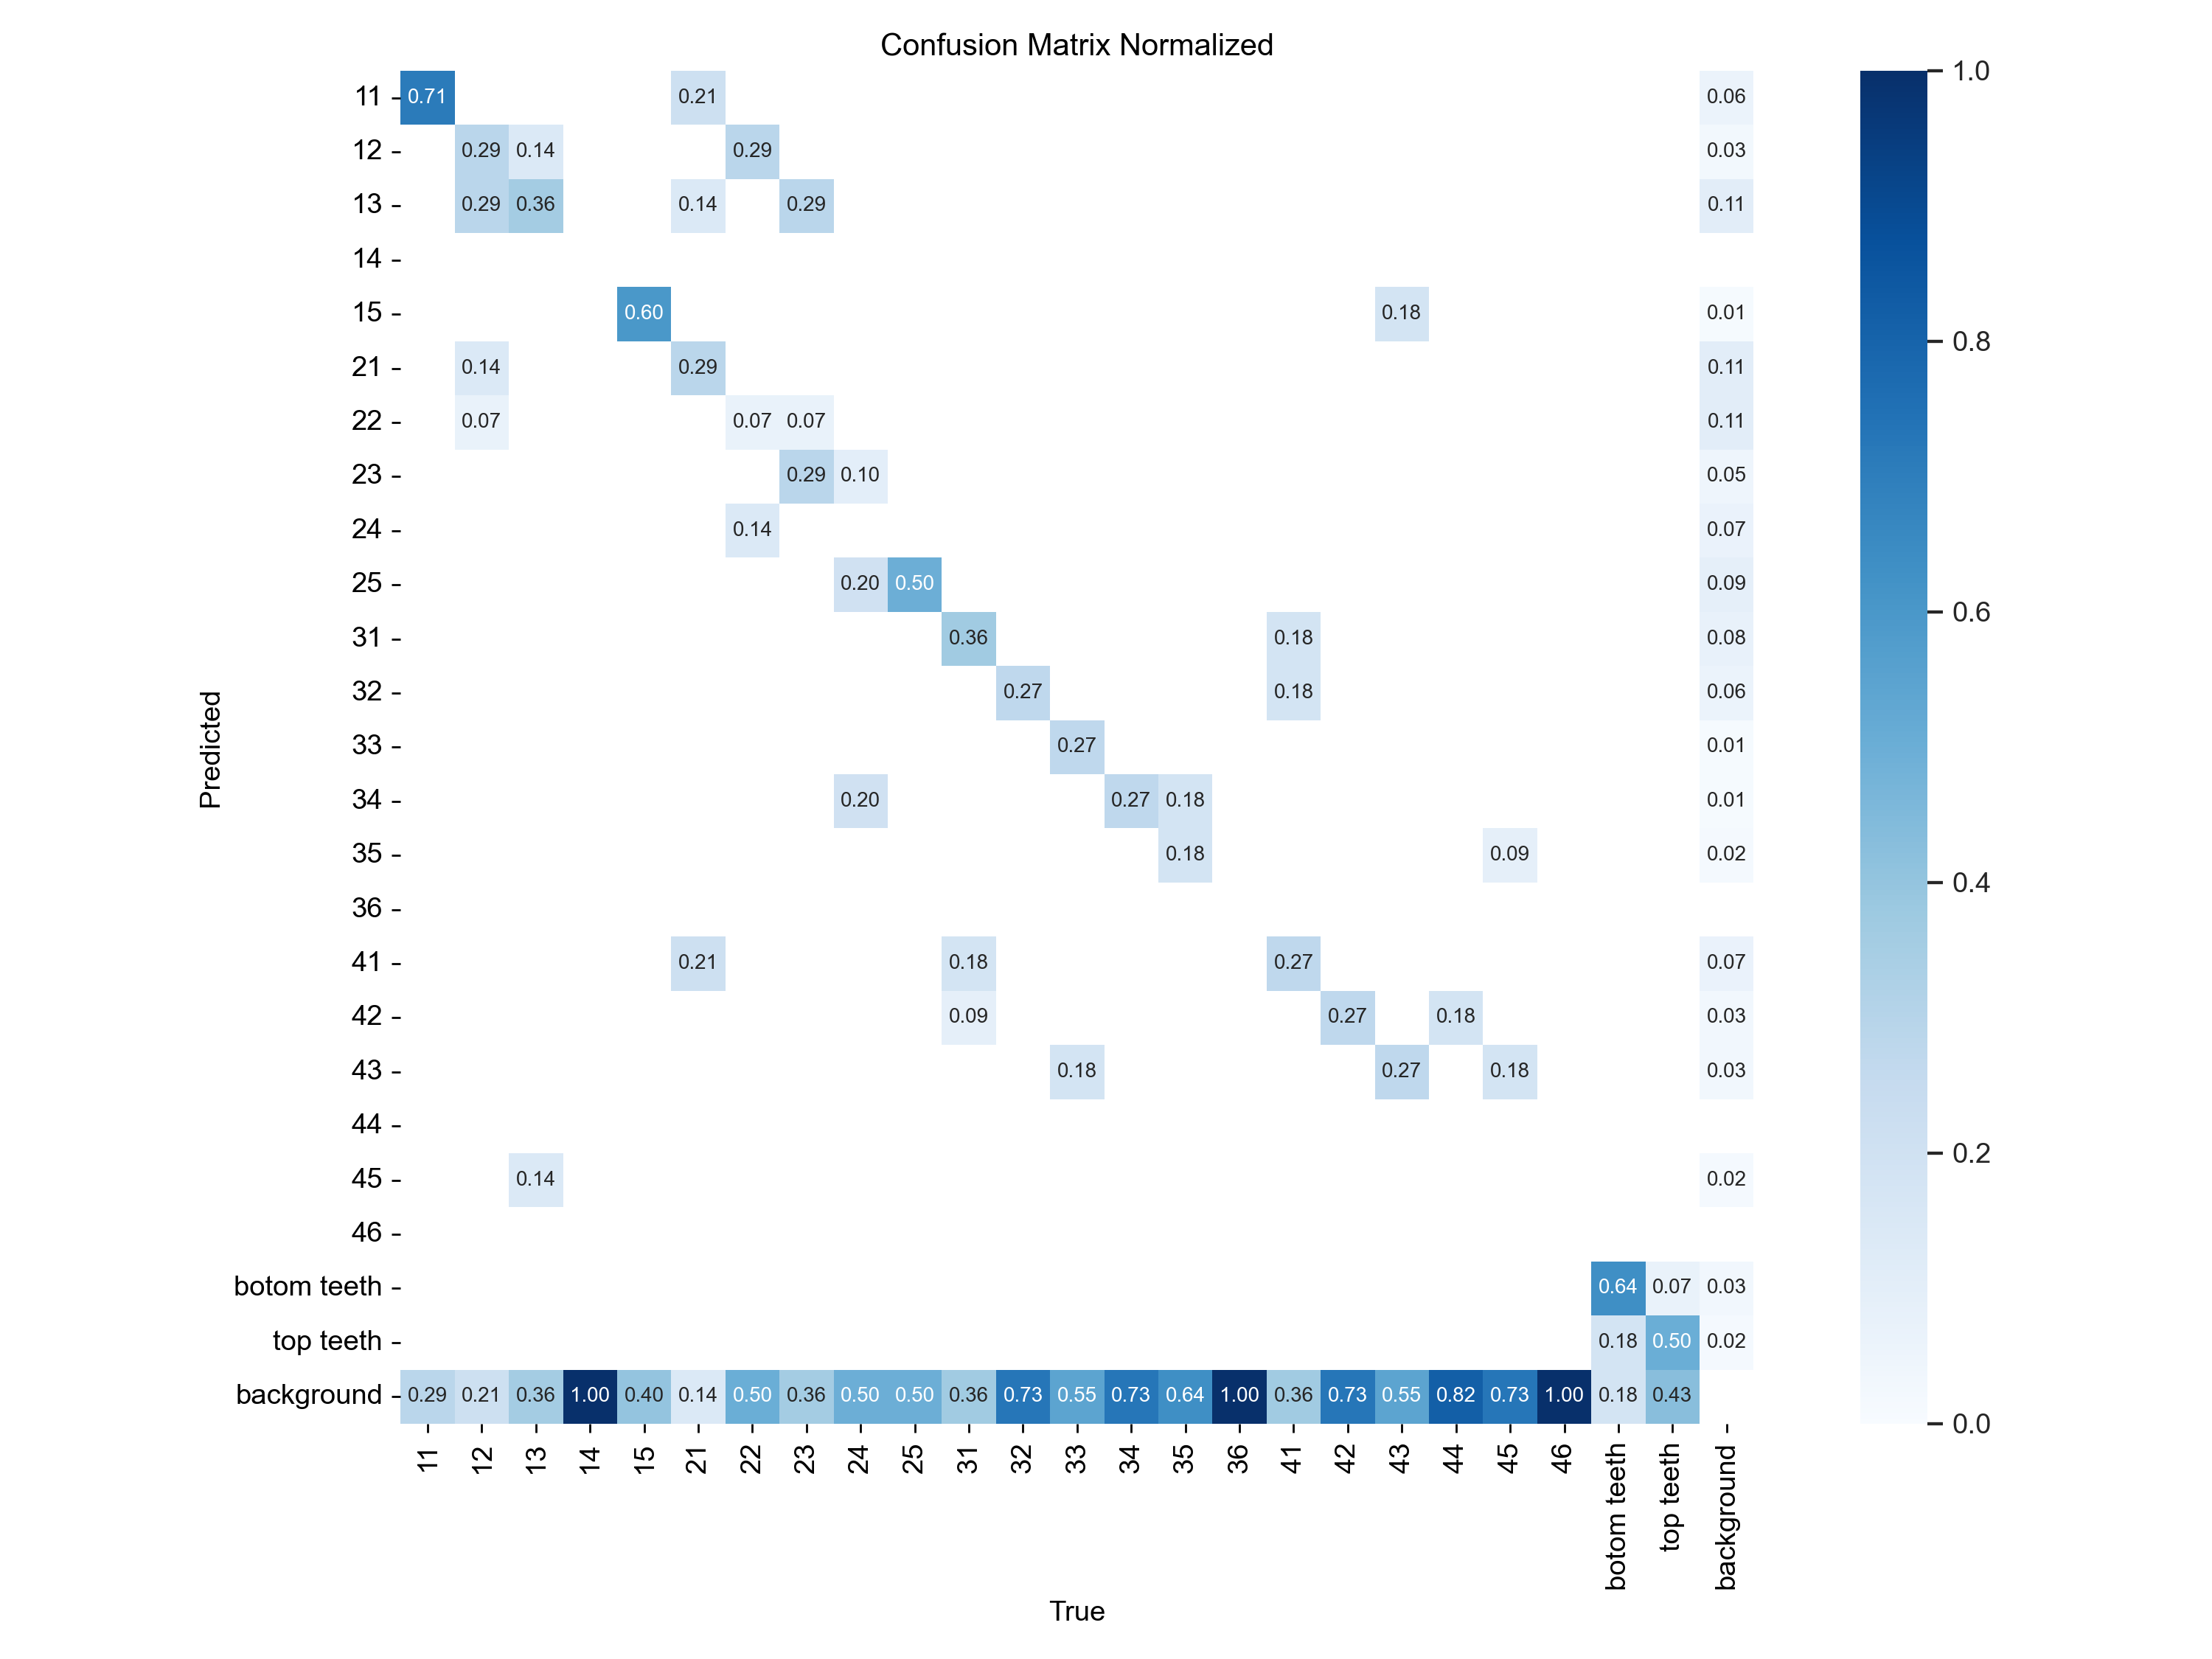 Confusion Matrix Normalized
11 0.71 0.21 0.06 1.0
12 0.29 0.14 0.29 0.03
13 0.29 0.36 0.14 0.29 0.11
14
15 0.60 0.18 0.01
0.8
21 0.14 0.29 0.11
22 0.07 0.07 0.07 0.11
23 0.29 0.10 0.05
24 0.14 0.07
25 0.20 0.50 0.09
0.6
31 0.36 0.18 0.08
32 0.27 0.18 0.06
Predicted
33 0.27 0.01
34 0.20 0.27 0.18 0.01
35 0.18 0.09 0.02
0.4
36
41 0.21 0.18 0.27 0.07
42 0.09 0.27 0.18 0.03
43 0.18 0.27 0.18 0.03
44
0.2
45 0.14 0.02
46
botom teeth 0.64 0.07 0.03
top teeth 0.18 0.50 0.02
background 0.29 0.21 0.36 1.00 0.40 0.14 0.50 0.36 0.50 0.50 0.36 0.73 0.55 0.73 0.64 1.00 0.36 0.73 0.55 0.82 0.73 1.00 0.18 0.43
0.0
11 12 13 14 15 21 22 23 24 25 31 32 33 34 35 36 41 42 43 44 45 46 botom teeth top teeth background
True